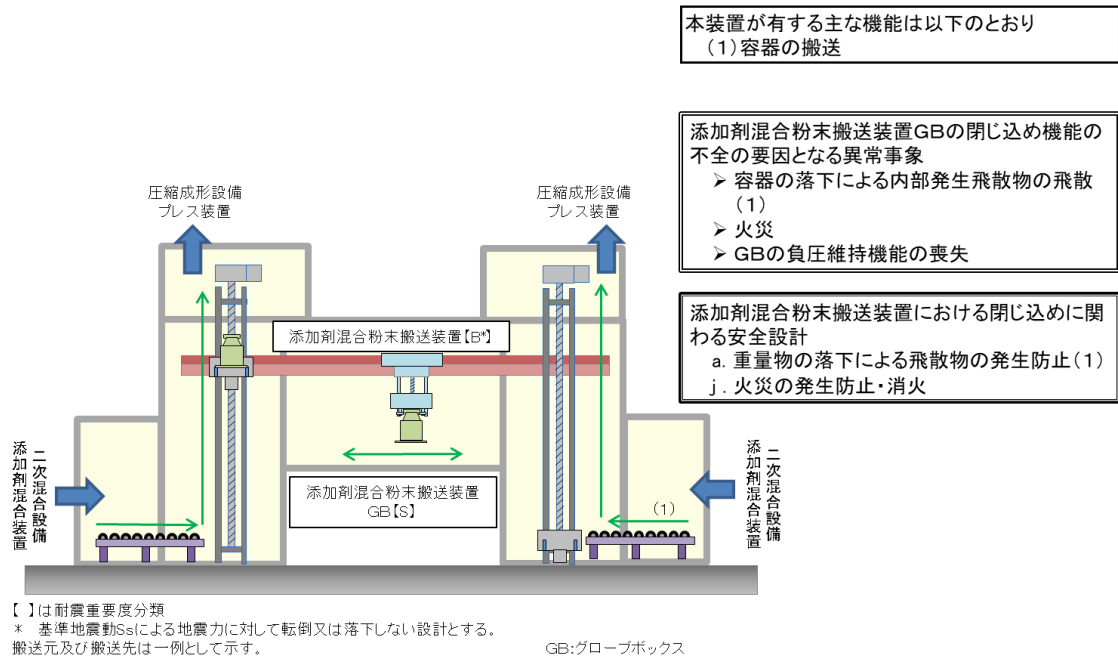 本装置が有する主な機能は以下のとおり
(1)容器の搬送
添加剤混合粉末搬送装置GBの閉じ込め機能の
不全の要因となる異常事象
➢ 容器の落下による内部発生飛散物の飛散
(1)
➢ 火災
➢ GBの負圧維持機能の喪失
添加剤混合粉末搬送装置における閉じ込めに関
わる安全設計
a. 重量物の落下による飛散物の発生防止(1)
j. 火災の発生防止・消火
圧縮成形設備
プレス装置
圧縮成形設備
プレス装置
添加剤混合粉末搬送装置【B*】
添加剤混合粉末搬送装置
GB【S】
二次混合設備
添加剤混合装置
(1)
二次混合設備
添加剤混合装置
【 】は耐震重要度分類
* 基準地震動Ssによる地震力に対して転倒又は落下しない設計とする。
搬送元及び搬送先は一例として示す。
GB:グローブボックス